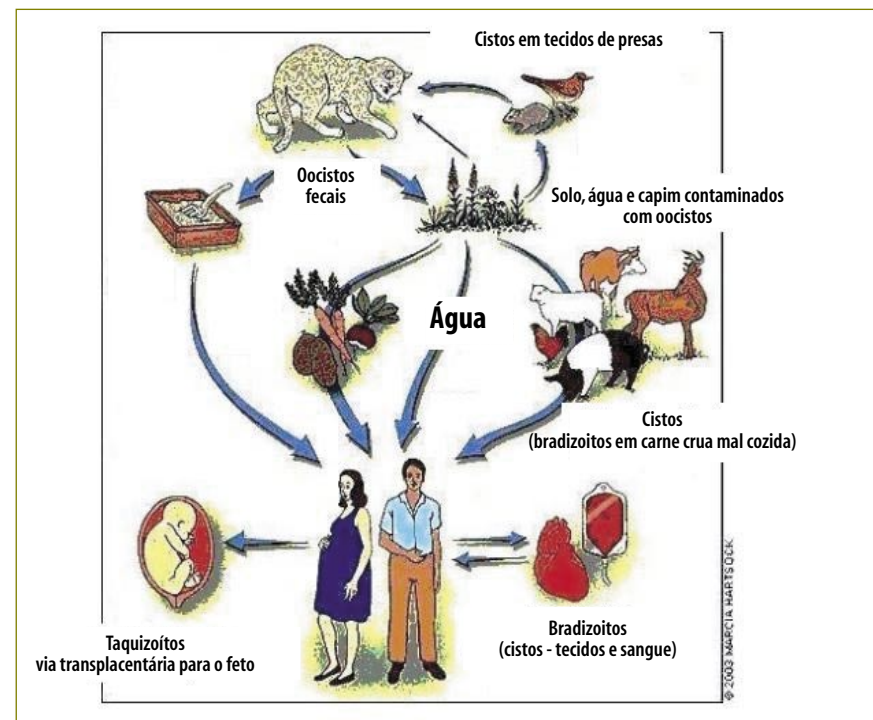 Cistos em tecidos de presas
Oocistos
fecais
Solo, água e capim contaminados
com oocistos
Água
Cistos
(bradizoitos em carne crua mal cozida)
Taquizoítos
via transplacentária para o feto
Bradizoitos
(cistos - tecidos e sangue)
© 2003 MARCIA HARTSOCK